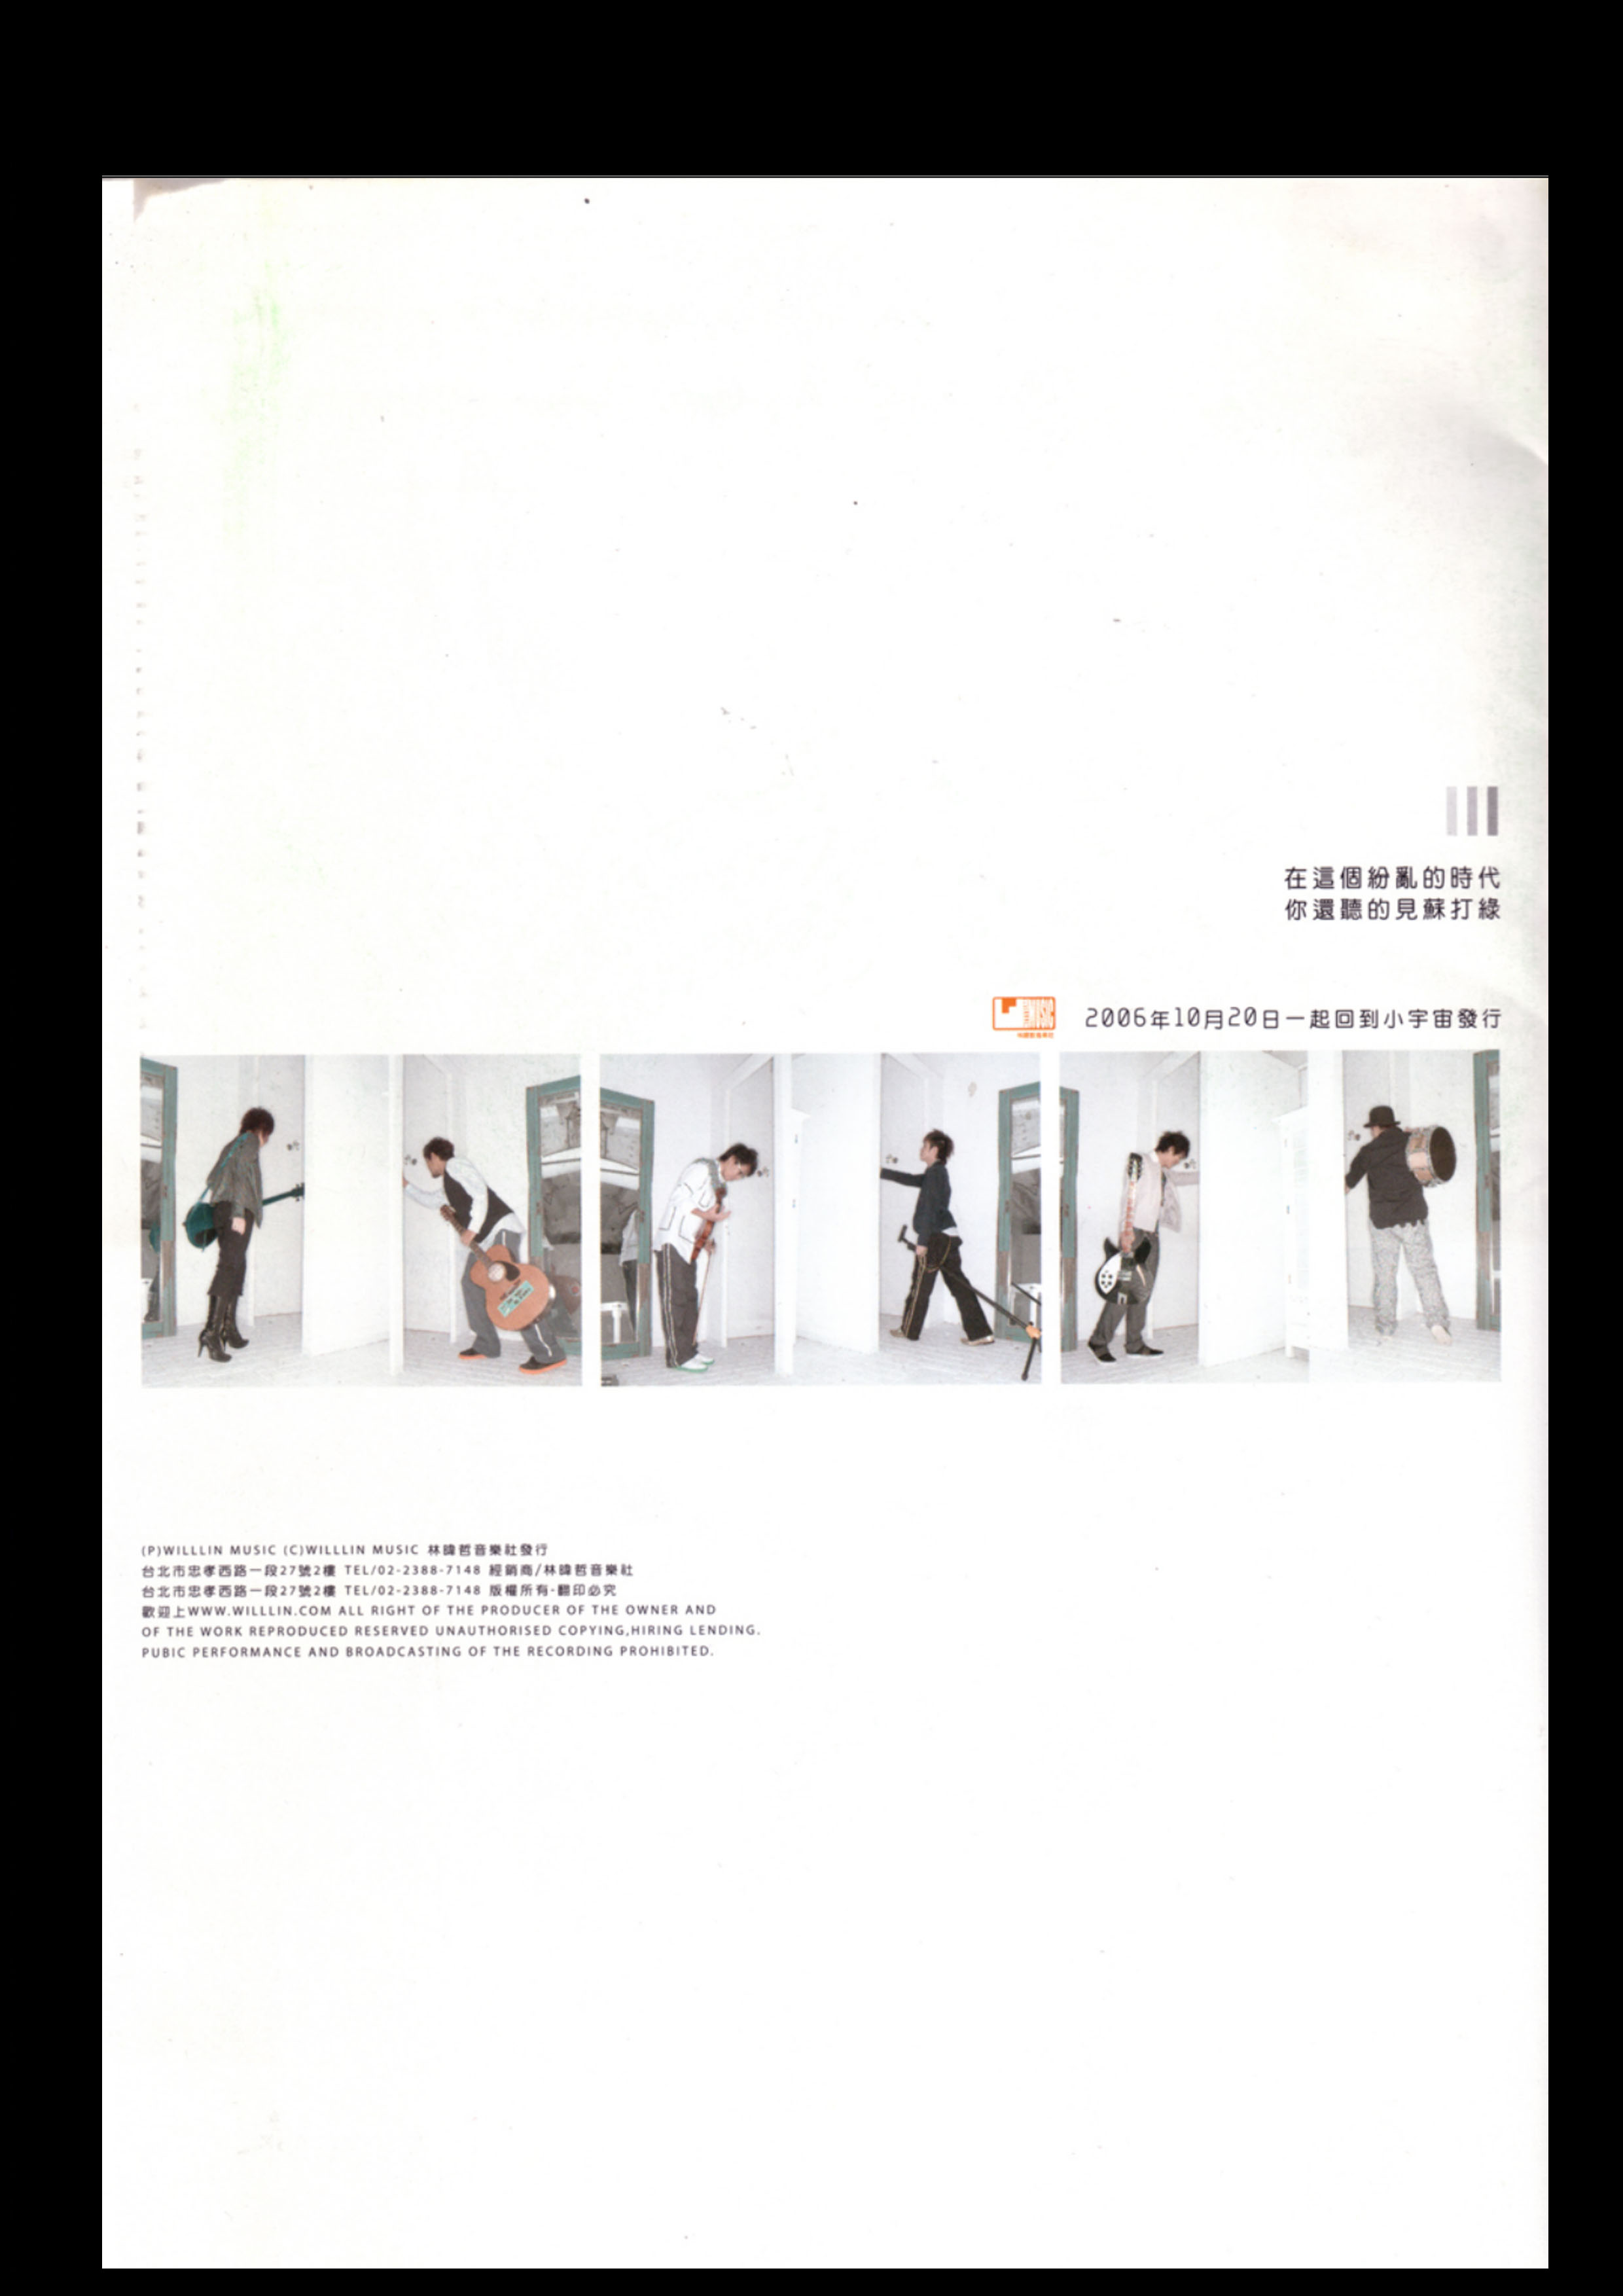 在這個紛亂的時代
你還聽的見蘇打綠
MUSIC
2006年10月20日一起回到小宇宙發行
(P)WILLLIN MUSIC (C)WILLLIN MUSIC 林暐哲音樂社發行
台北市忠孝西路一段27號2樓 TEL/02-2388-7148 經銷商/林暐哲音樂社
台北市忠孝西路一段27號2樓 TEL/02-2388-7148 版權所有·翻印必究
歡迎上WWW.WILLLIN.COM ALL RIGHT OF THE PRODUCER OF THE OWNER AND
OF THE WORK REPRODUCED RESERVED UNAUTHORISED COPYING,HIRING LENDING.
PUBIC PERFORMANCE AND BROADCASTING OF THE RECORDING PROHIBITED.